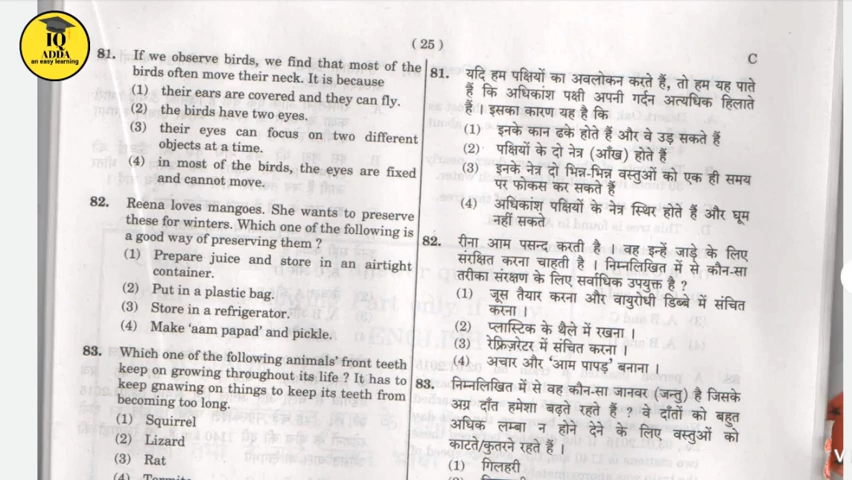 IQ
ADDA
an easy learning
(25)
C
81. If we observe birds, we find that most of the
birds often move their neck. It is because
(1) their ears are covered and they can fly.
(2) the birds have two eyes.
(3) their eyes can focus on two different
objects at a time.
(4) in most of the birds, the eyes are fixed
and cannot move.
82. Reena loves mangoes. She wants to preserve
these for winters. Which one of the following is
a good way of preserving them ?
(1) Prepare juice and store in an airtight
container.
(2) Put in a plastic bag.
(3) Store in a refrigerator.
(4) Make 'aam papad' and pickle.
83. Which one of the following animals' front teeth
keep on growing throughout its life ? It has to
keep gnawing on things to keep its teeth from
becoming too long.
(1) Squirrel
(2) Lizard
(3) Rat
(4) Termite
81. यदि हम पक्षियों का अवलोकन करते हैं, तो हम यह पाते
हैं कि अधिकांश पक्षी अपनी गर्दन अत्यधिक हिलाते
हैं । इसका कारण यह है कि
(1) इनके कान ढके होते हैं और वे उड़ सकते हैं
(2) पक्षियों के दो नेत्र (आँख) होते हैं
(3) इनके नेत्र दो भिन्न-भिन्न वस्तुओं को एक ही समय
पर फोकस कर सकते हैं
(4) अधिकांश पक्षियों के नेत्र स्थिर होते हैं और घूम
नहीं सकते
82. रीना आम पसन्द करती है । वह इन्हें जाड़े के लिए
संरक्षित करना चाहती है । निम्नलिखित में से कौन-सा
तरीका संरक्षण के लिए सर्वाधिक उपयुक्त है ?
(1) जूस तैयार करना और वायुरोधी डिब्बे में संचित
करना ।
(2) प्लास्टिक के थैले में रखना ।
(3) रेफ्रिज़रेटर में संचित करना ।
(4) अचार और 'आम पापड़' बनाना ।
83. निम्नलिखित में से वह कौन-सा जानवर (जन्तु) है जिसके
अग्र दाँत हमेशा बढ़ते रहते हैं ? वे दाँतों को बहुत
अधिक लम्बा न होने देने के लिए वस्तुओं को
काटते/कुतरते रहते हैं ।
(1) गिलहरी